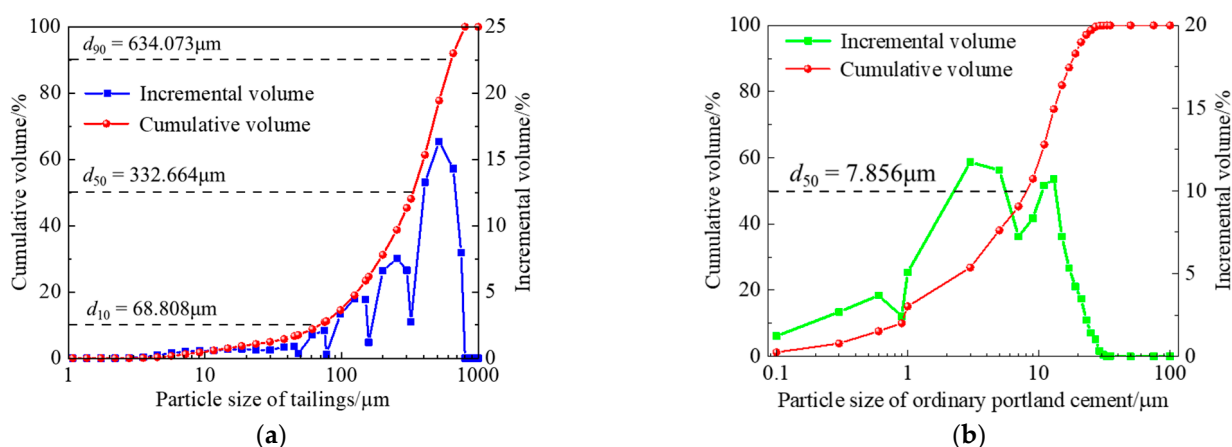 100
80
60
40
20
0
Cumulative volume/%
d90 = 634.073μm
Incremental volume
Cumulative volume
d50 = 332.664μm
d10 = 68.808μm
25
20
15
10
5
0
Incremental volume/%
1 10 100 1000
Particle size of tailings/μm
(a)
100
80
60
40
20
0
Cumulative volume/%
Incremental volume
Cumulative volume
d50 = 7.856μm
20
15
10
5
0
Incremental volume/%
0.1 1 10 100
Particle size of ordinary portland cement/μm
(b)